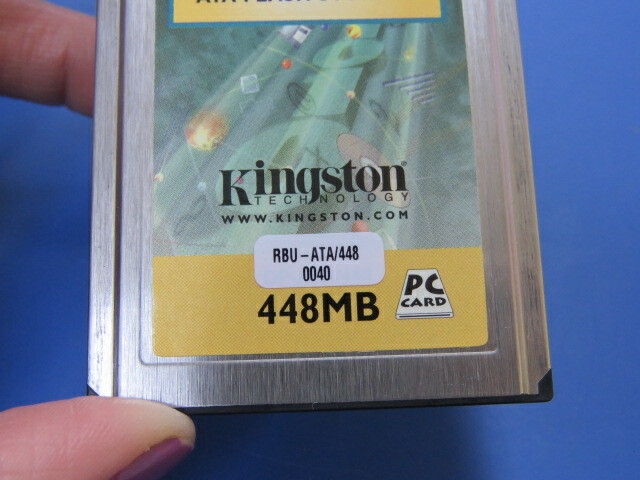 Kingston
TECHNOLOGY
WWW.KINGSTON.COM
RBU-ATA/448
0040
448MB
PC
CARD